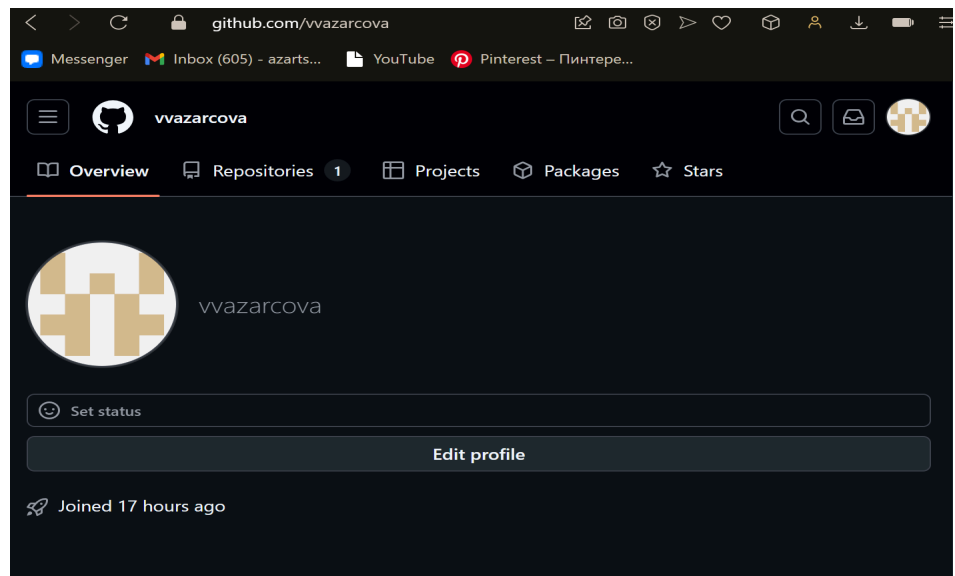 github.com/vvazarcova
Messenger Inbox (605) - azarts... YouTube Pinterest – Пинтере...
vvazarcova
Overview Repositories 1 Projects Packages Stars
vvazarcova
Set status
Edit profile
Joined 17 hours ago